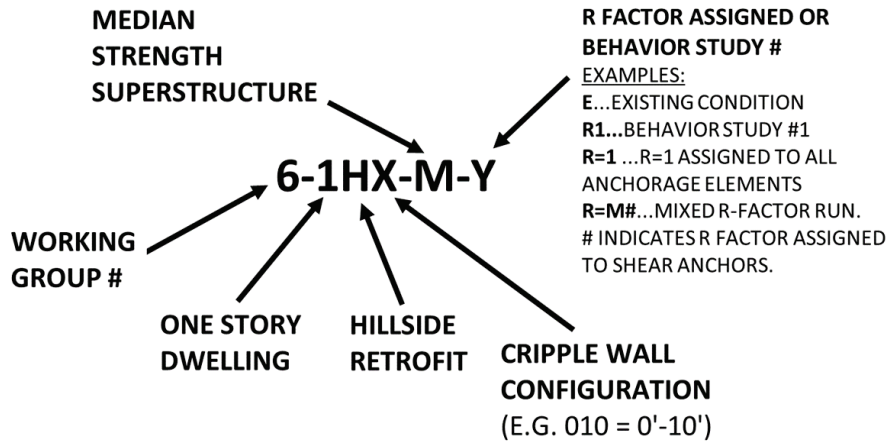 MEDIAN
STRENGTH
SUPERSTRUCTURE
R FACTOR ASSIGNED OR
BEHAVIOR STUDY #
EXAMPLES:
E...EXISTING CONDITION
R1...BEHAVIOR STUDY #1
R=1 ...R=1 ASSIGNED TO ALL
ANCHORAGE ELEMENTS
R=M#...MIXED R-FACTOR RUN.
# INDICATES R FACTOR ASSIGNED
TO SHEAR ANCHORS.
6-1HX-M-Y
WORKING
GROUP #
ONE STORY
DWELLING
HILLSIDE
RETROFIT
CRIPPLE WALL
CONFIGURATION
(E.G. 010 = 0'-10')